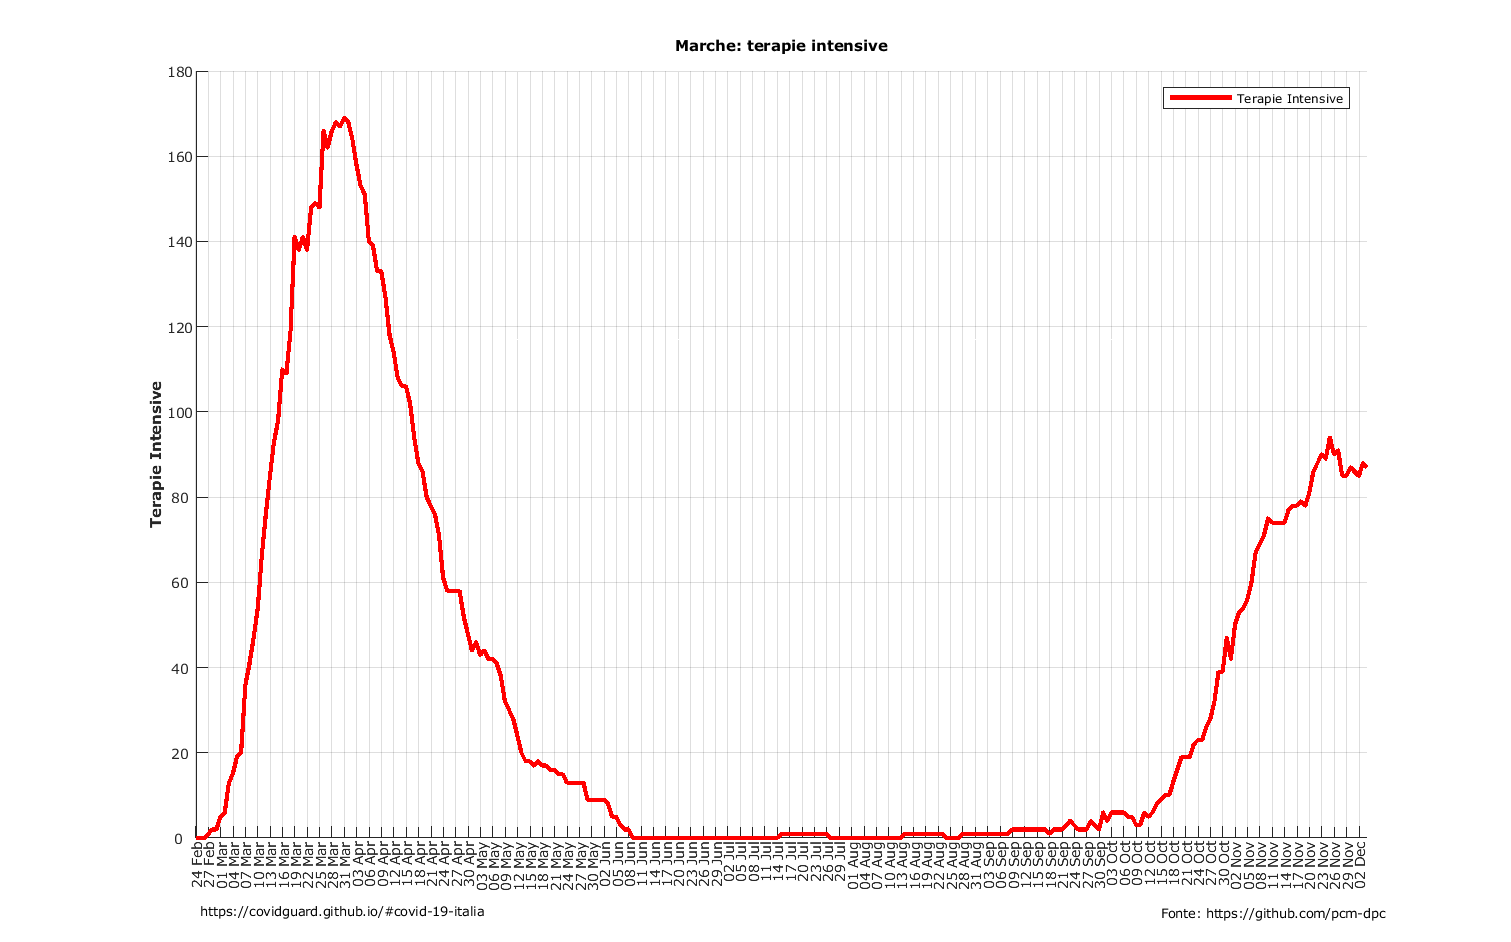 Marche: terapie intensive
Terapie Intensive
Terapie Intensive
180
160
140
120
100
80
60
40
20
0
24 Feb
27 Feb
01 Mar
04 Mar
07 Mar
10 Mar
13 Mar
16 Mar
19 Mar
22 Mar
25 Mar
28 Mar
31 Mar
03 Apr
06 Apr
09 Apr
12 Apr
15 Apr
18 Apr
21 Apr
24 Apr
27 Apr
30 Apr
03 May
06 May
09 May
12 May
15 May
18 May
21 May
24 May
27 May
30 May
02 Jun
05 Jun
08 Jun
11 Jun
14 Jun
17 Jun
20 Jun
23 Jun
26 Jun
29 Jun
02 Jul
05 Jul
08 Jul
11 Jul
14 Jul
17 Jul
20 Jul
23 Jul
26 Jul
29 Jul
01 Aug
04 Aug
07 Aug
10 Aug
13 Aug
16 Aug
19 Aug
22 Aug
25 Aug
28 Aug
31 Aug
03 Sep
06 Sep
09 Sep
12 Sep
15 Sep
18 Sep
21 Sep
24 Sep
27 Sep
30 Sep
03 Oct
06 Oct
09 Oct
12 Oct
15 Oct
18 Oct
21 Oct
24 Oct
27 Oct
30 Oct
02 Nov
05 Nov
08 Nov
11 Nov
14 Nov
17 Nov
20 Nov
23 Nov
26 Nov
29 Nov
02 Dec
https://covidguard.github.io/#covid-19-italia
Fonte: https://github.com/pcm-dpc